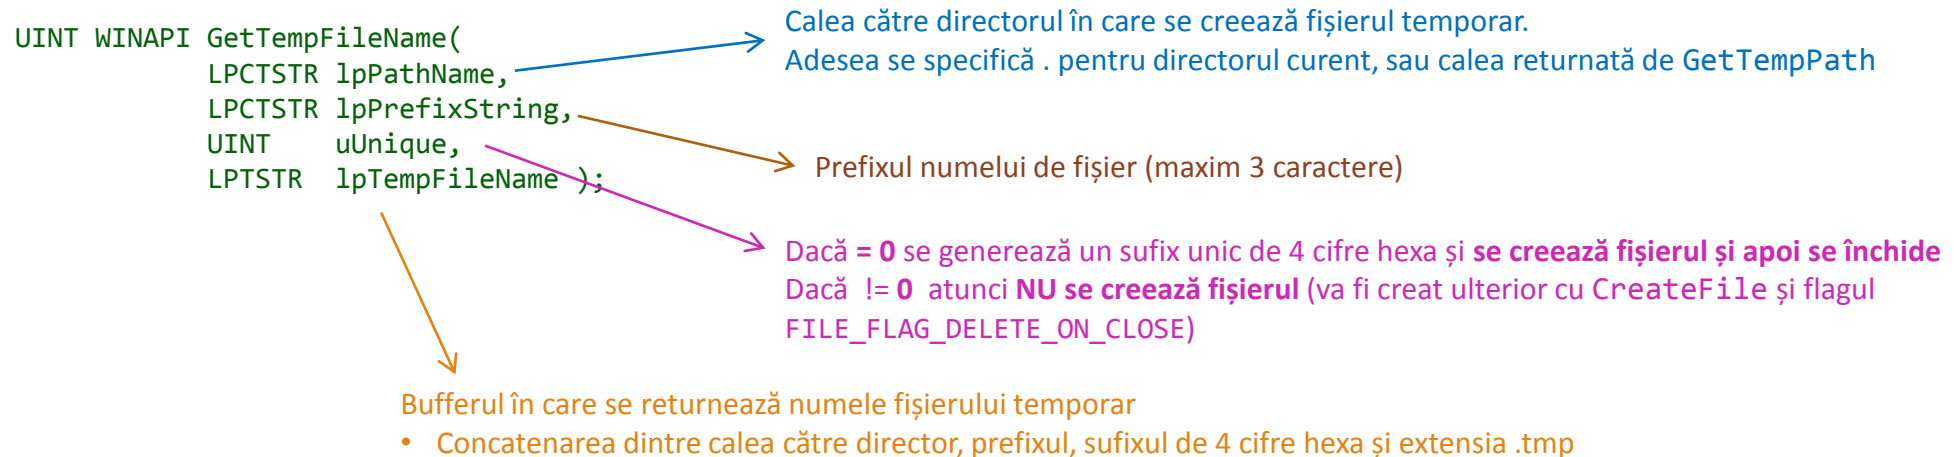 UINT WINAPI GetTempFileName(
LPCTSTR lpPathName,
LPCTSTR lpPrefixString,
UINT uUnique,
LPTSTR lpTempFileName );
Calea către directorul în care se creează fișierul temporar.
Adesea se specifică . pentru directorul curent, sau calea returnată de GetTempPath
Prefixul numelui de fișier (maxim 3 caractere)
Dacă = 0 se generează un sufix unic de 4 cifre hexa și se creează fișierul și apoi se închide
Dacă != 0 atunci NU se creează fișierul (va fi creat ulterior cu CreateFile și flagul
FILE_FLAG_DELETE_ON_CLOSE)
Bufferul în care se returnează numele fișierului temporar
• Concatenarea dintre calea către director, prefixul, sufixul de 4 cifre hexa și extensia .tmp